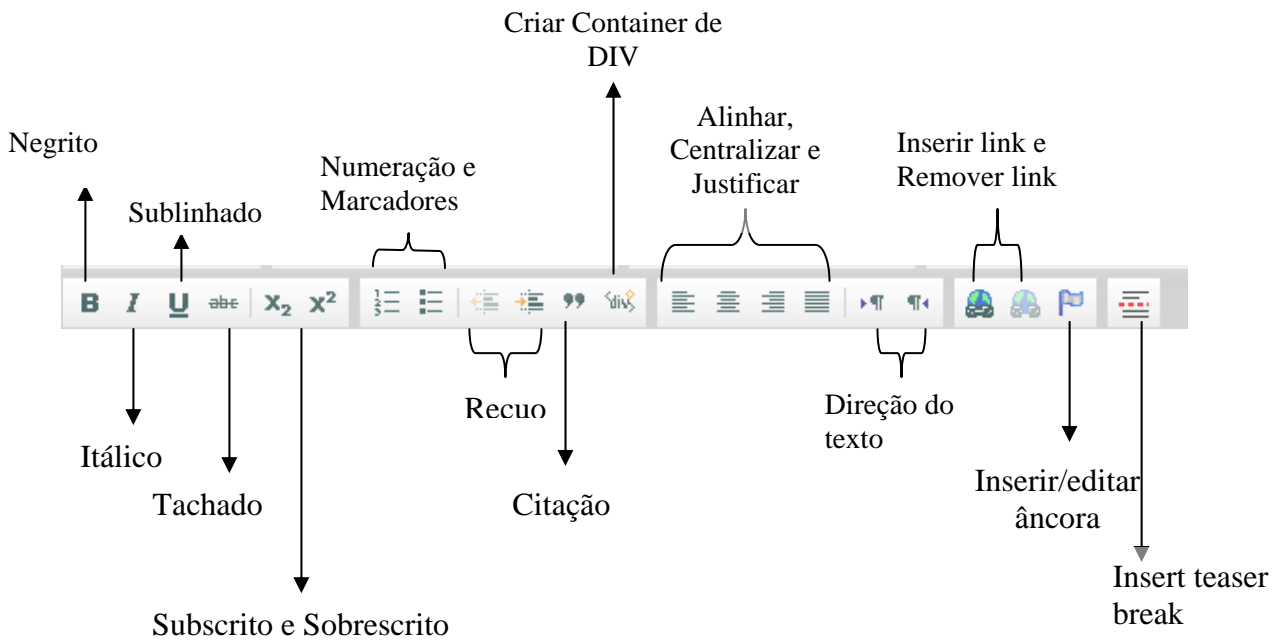 Criar Container de
DIV
Alinhar,
Centralizar e
Justificar
Inserir link e
Remover link
Negrito
Numeração e
Marcadores
Sublinhado
B I U abc X₂ X² <div>
Recuo
Direção do
texto
Itálico
Tachado
Citação
Inserir/editar
âncora
Insert teaser
break
Subscrito e Sobrescrito